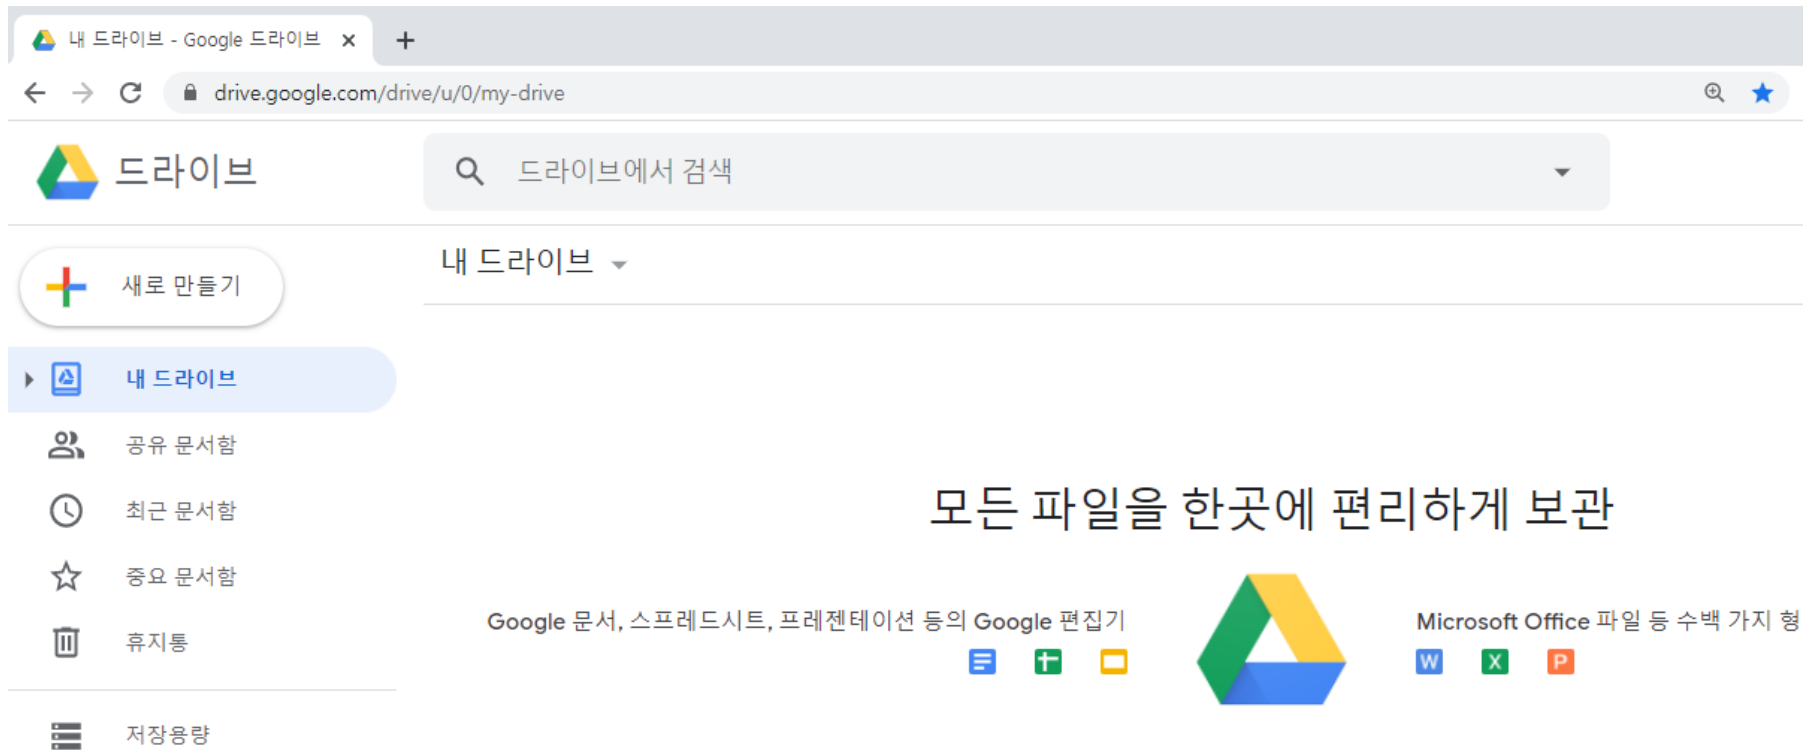 내 드라이브 - Google 드라이브
drive.google.com/drive/u/0/my-drive
드라이브
드라이브에서 검색
새로 만들기
내 드라이브
내 드라이브
공유 문서함
최근 문서함
중요 문서함
휴지통
저장용량
모든 파일을 한곳에 편리하게 보관
Google 문서, 스프레드시트, 프레젠테이션 등의 Google 편집기
Microsoft Office 파일 등 수백 가지 형
W X P